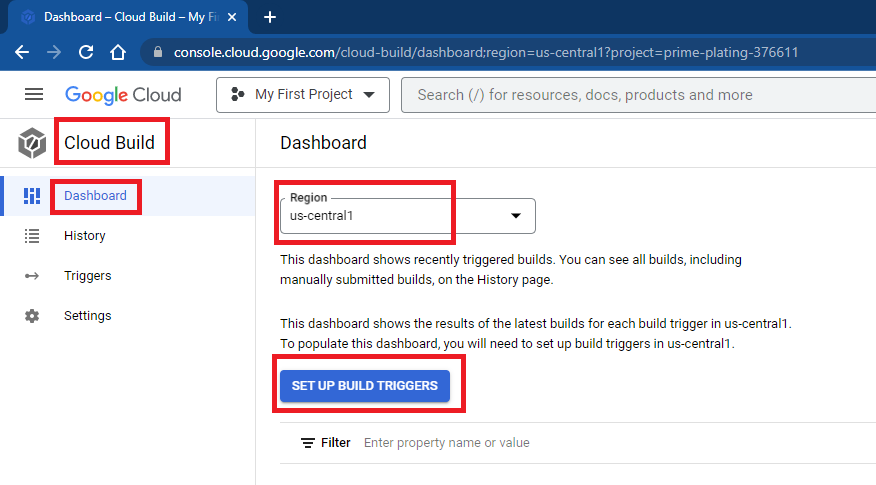 Dashboard – Cloud Build – My Fi
console.cloud.google.com/cloud-build/dashboard;region=us-central1?project=prime-plating-376611
Google Cloud
My First Project
Search (/) for resources, docs, products and more
Cloud Build
Dashboard
Dashboard
History
Triggers
Settings
Region
us-central1
This dashboard shows recently triggered builds. You can see all builds, including
manually submitted builds, on the History page.
This dashboard shows the results of the latest builds for each build trigger in us-central1.
To populate this dashboard, you will need to set up build triggers in us-central1.
SET UP BUILD TRIGGERS
Filter Enter property name or value